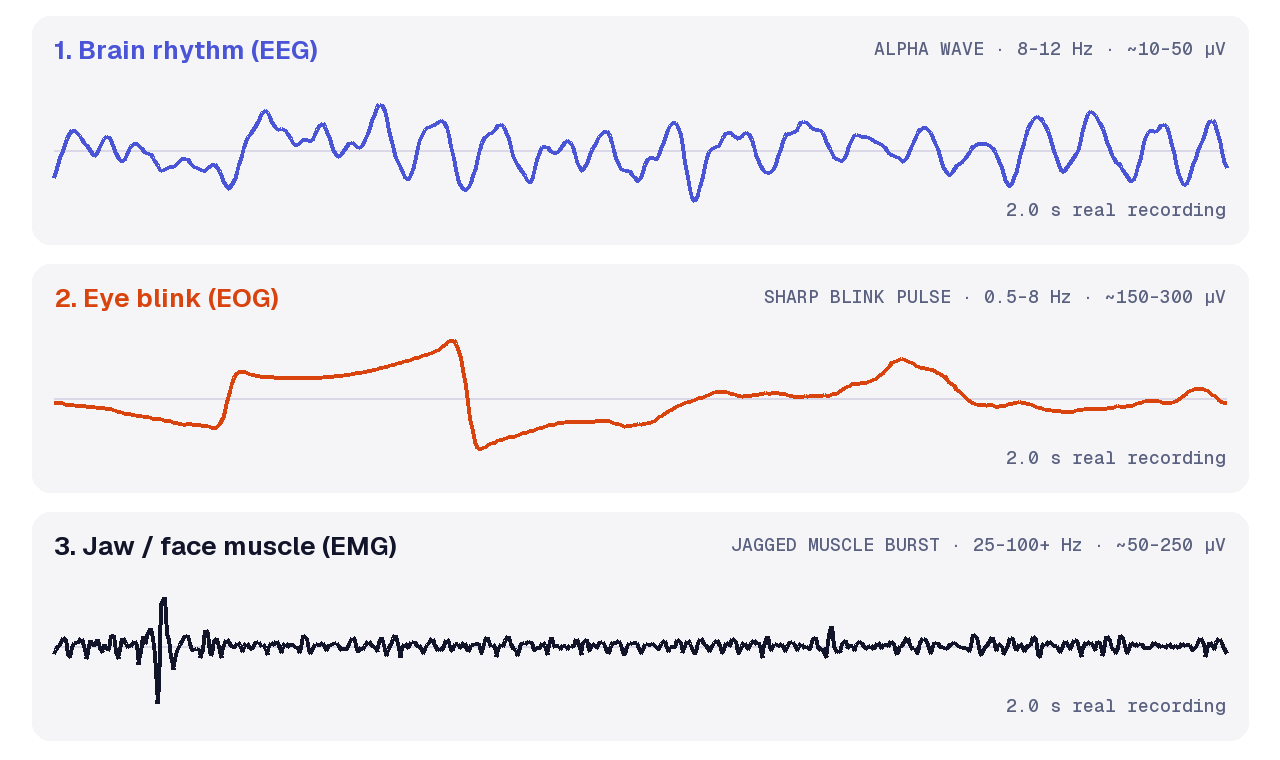 1. Brain rhythm (EEG)
ALPHA WAVE · 8–12 Hz · ~10–50 µV
2.0 s real recording
2. Eye blink (EOG)
SHARP BLINK PULSE · 0.5–8 Hz · ~150–300 µV
2.0 s real recording
3. Jaw / face muscle (EMG)
JAGGED MUSCLE BURST · 25–100+ Hz · ~50–250 µV
2.0 s real recording